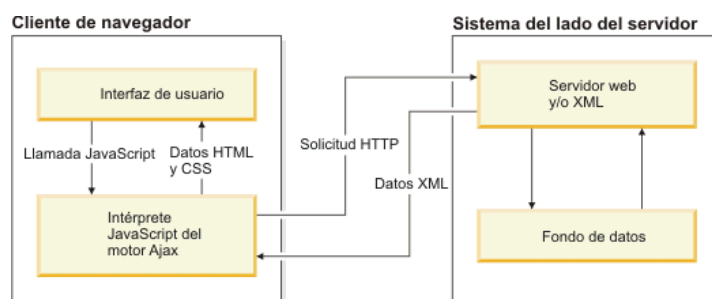 Cliente de navegador
Sistema del lado del servidor
Interfaz de usuario
Llamada JavaScript
Datos HTML
y CSS
Intérprete
JavaScript del
motor Ajax
Solicitud HTTP
Datos XML
Servidor web
y/o XML
Fondo de datos